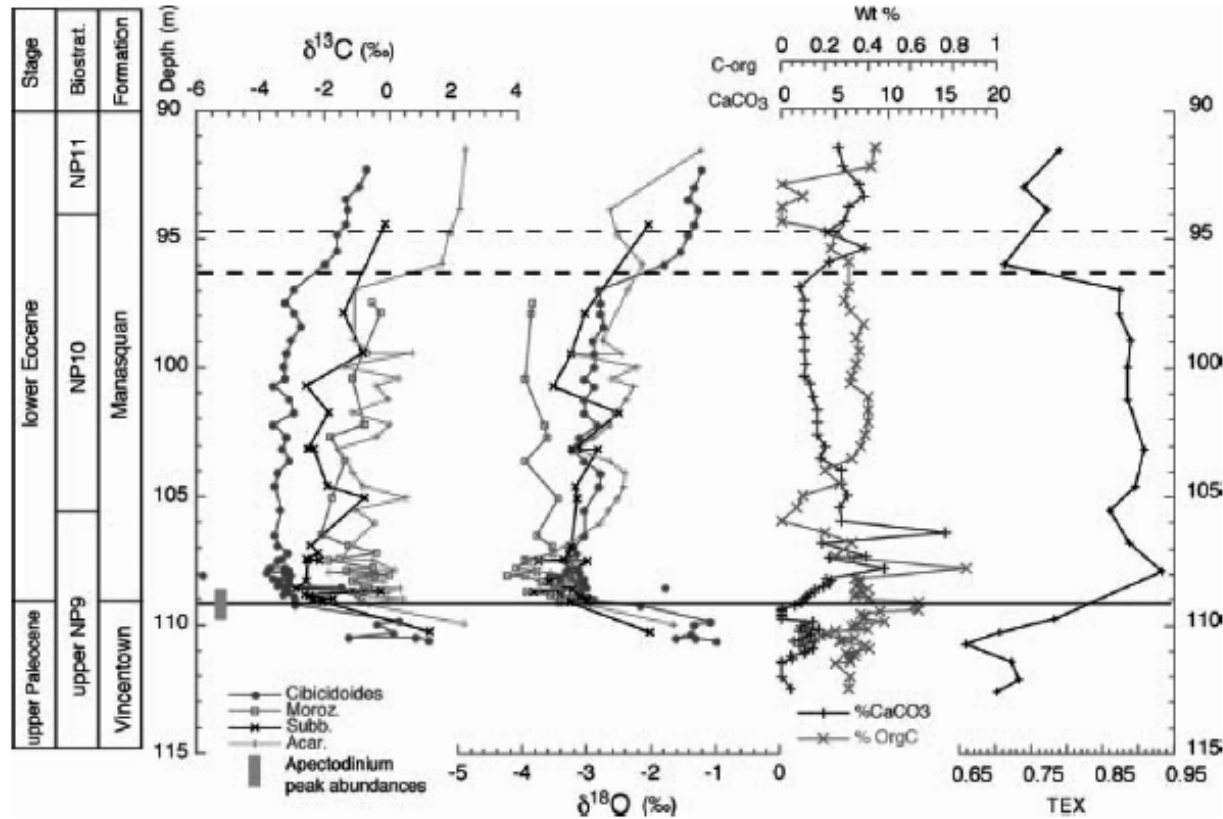 Stage
Biostrat.
Formation
Depth (m)
δ¹³C (‰)
-6 -4 -2 0 2 4
Wt %
0 0.2 0.4 0.6 0.8 1
C-org
CaCO₃
0 5 10 15 20
90
95
100
105
110
115
90
95
100
105
110
115
lower Eocene
upper Paleocene
NP11
NP10
upper NP9
Manasquan
Vincentown
Cibicidoides
Moroz.
Subb.
Acar.
Apectodinium
peak abundances
%CaCO3
% OrgC
-5 -4 -3 -2 -1 0
δ¹⁸O (‰)
0.65 0.75 0.85 0.95
TEX